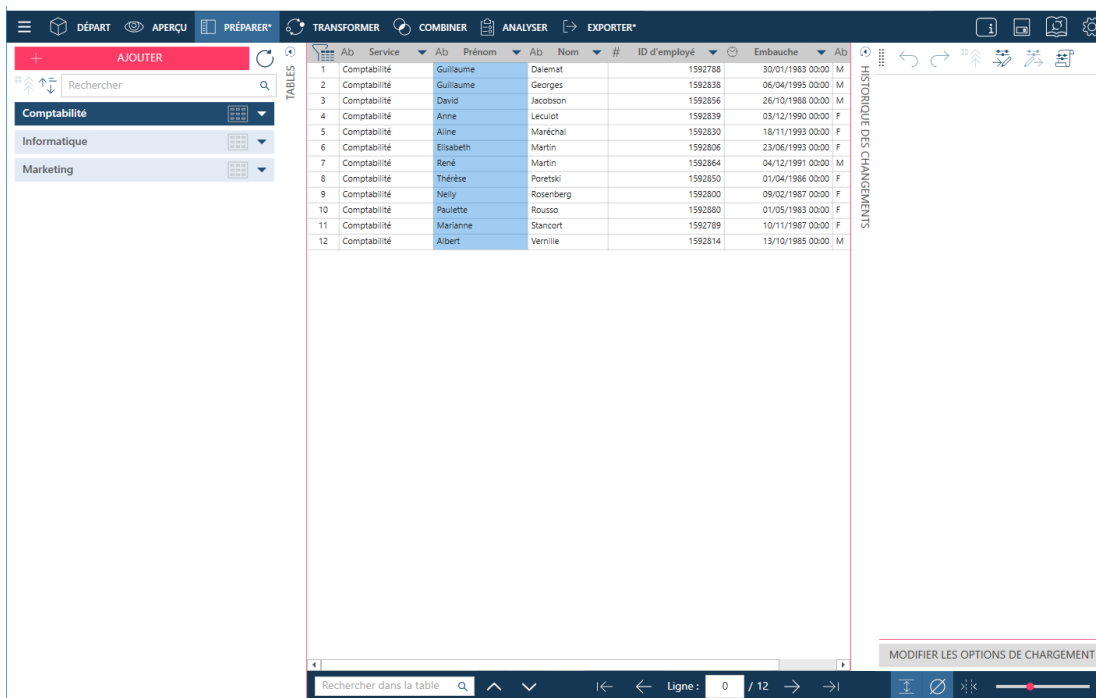 DÉPART APERÇU PRÉPARER* TRANSFORMER COMBINER ANALYSER EXPORTER*
AJOUTER
Rechercher
Comptabilité
Informatique
Marketing
TABLES
Ab Service Ab Prénom Ab Nom # ID d'employé Embauche Ab
1 Comptabilité Guillaume Dalemat 1592788 30/01/1983 00:00 M
2 Comptabilité Guillaume Georges 1592838 06/04/1995 00:00 M
3 Comptabilité David Jacobson 1592856 26/10/1988 00:00 M
4 Comptabilité Anne Leculot 1592839 03/12/1990 00:00 F
5 Comptabilité Aline Maréchal 1592830 18/11/1993 00:00 F
6 Comptabilité Elisabeth Martin 1592806 23/06/1993 00:00 F
7 Comptabilité René Martin 1592864 04/12/1991 00:00 M
8 Comptabilité Thérèse Poretski 1592850 01/04/1986 00:00 F
9 Comptabilité Nelly Rosenberg 1592800 09/02/1987 00:00 F
10 Comptabilité Paulette Rousso 1592880 01/05/1983 00:00 F
11 Comptabilité Marianne Stancort 1592789 10/11/1987 00:00 F
12 Comptabilité Albert Vernille 1592814 13/10/1985 00:00 M
HISTORIQUE DES CHANGEMENTS
MODIFIER LES OPTIONS DE CHARGEMENT
Rechercher dans la table
Ligne : 0 / 12